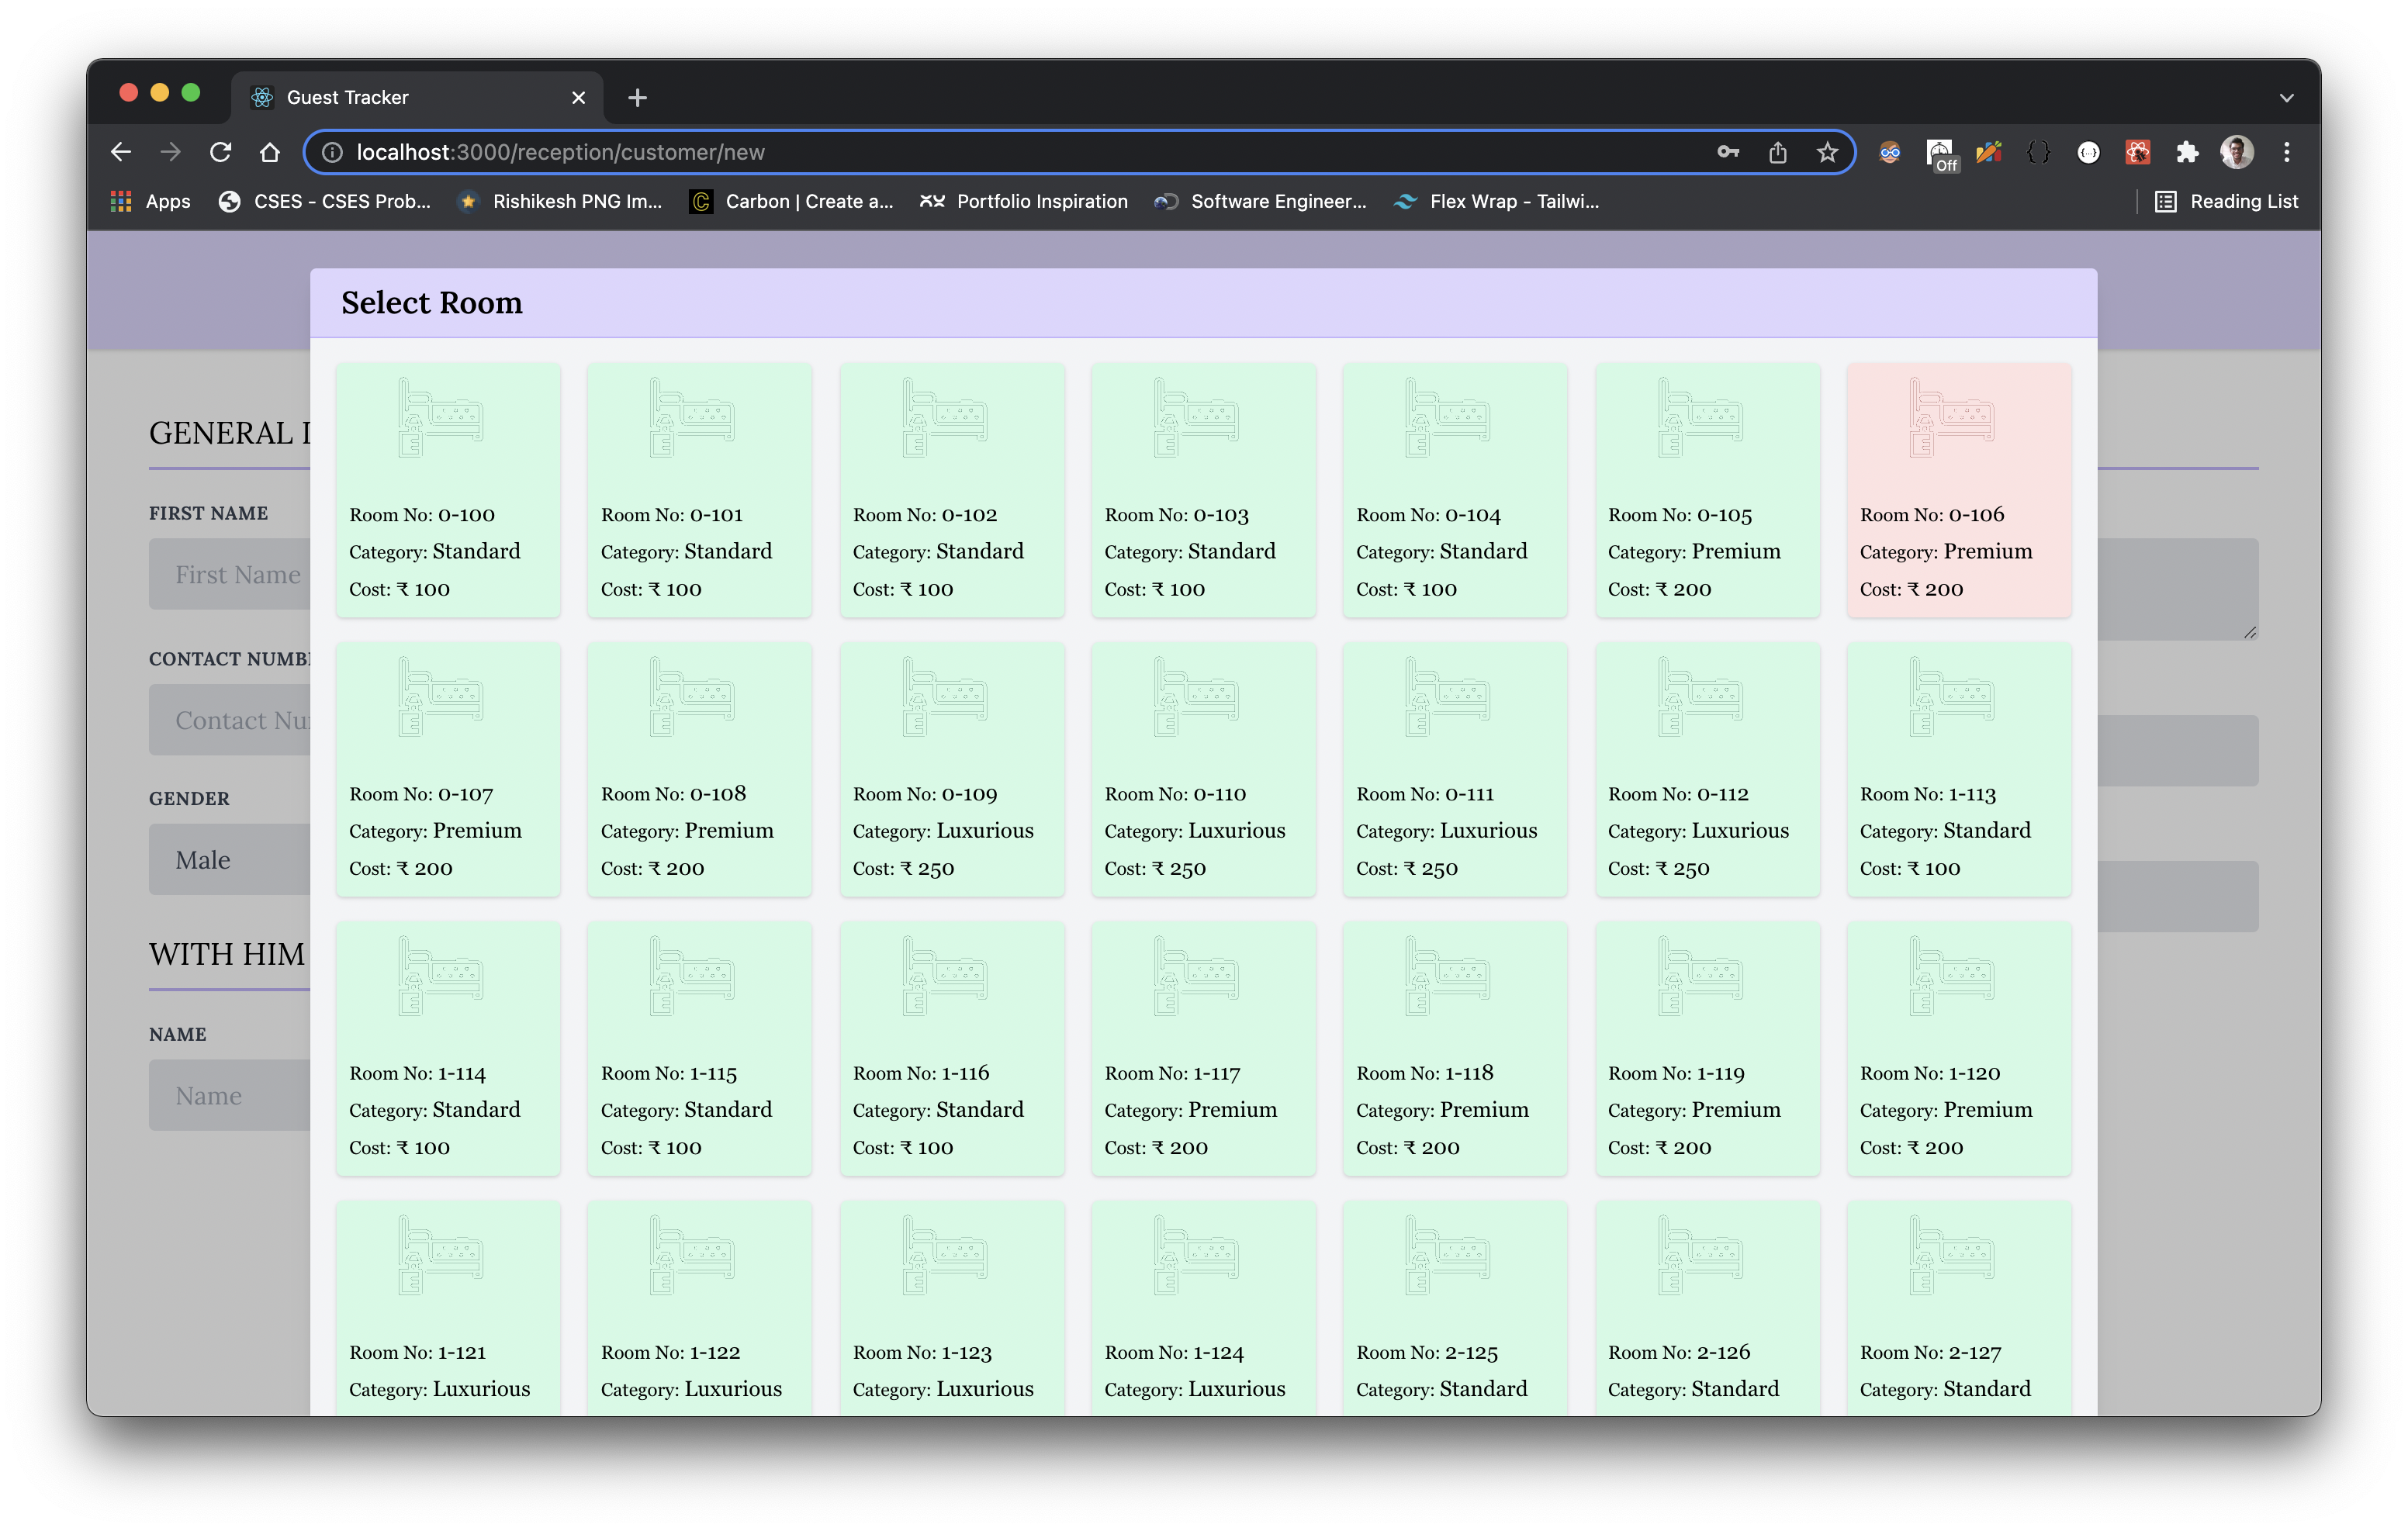 Guest Tracker
localhost:3000/reception/customer/new
Off
Apps CSES - CSES Prob... Rishikesh PNG Im... Carbon | Create a... Portfolio Inspiration Software Engineer... Flex Wrap - Tailwi... Reading List
Select Room
GENERAL
FIRST NAME
First Name
CONTACT NUMB
Contact Nu
GENDER
Male
WITH HIM
NAME
Name
Room No: 0-100 Room No: 0-101 Room No: 0-102 Room No: 0-103 Room No: 0-104 Room No: 0-105 Room No: 0-106
Category: Standard Category: Standard Category: Standard Category: Standard Category: Standard Category: Premium Category: Premium
Cost: ₹ 100 Cost: ₹ 100 Cost: ₹ 100 Cost: ₹ 100 Cost: ₹ 100 Cost: ₹ 200 Cost: ₹ 200
Room No: 0-107 Room No: 0-108 Room No: 0-109 Room No: 0-110 Room No: 0-111 Room No: 0-112 Room No: 1-113
Category: Premium Category: Premium Category: Luxurious Category: Luxurious Category: Luxurious Category: Luxurious Category: Standard
Cost: ₹ 200 Cost: ₹ 200 Cost: ₹ 250 Cost: ₹ 250 Cost: ₹ 250 Cost: ₹ 250 Cost: ₹ 100
Room No: 1-114 Room No: 1-115 Room No: 1-116 Room No: 1-117 Room No: 1-118 Room No: 1-119 Room No: 1-120
Category: Standard Category: Standard Category: Standard Category: Premium Category: Premium Category: Premium Category: Premium
Cost: ₹ 100 Cost: ₹ 100 Cost: ₹ 100 Cost: ₹ 200 Cost: ₹ 200 Cost: ₹ 200 Cost: ₹ 200
Room No: 1-121 Room No: 1-122 Room No: 1-123 Room No: 1-124 Room No: 2-125 Room No: 2-126 Room No: 2-127
Category: Luxurious Category: Luxurious Category: Luxurious Category: Luxurious Category: Standard Category: Standard Category: Standard